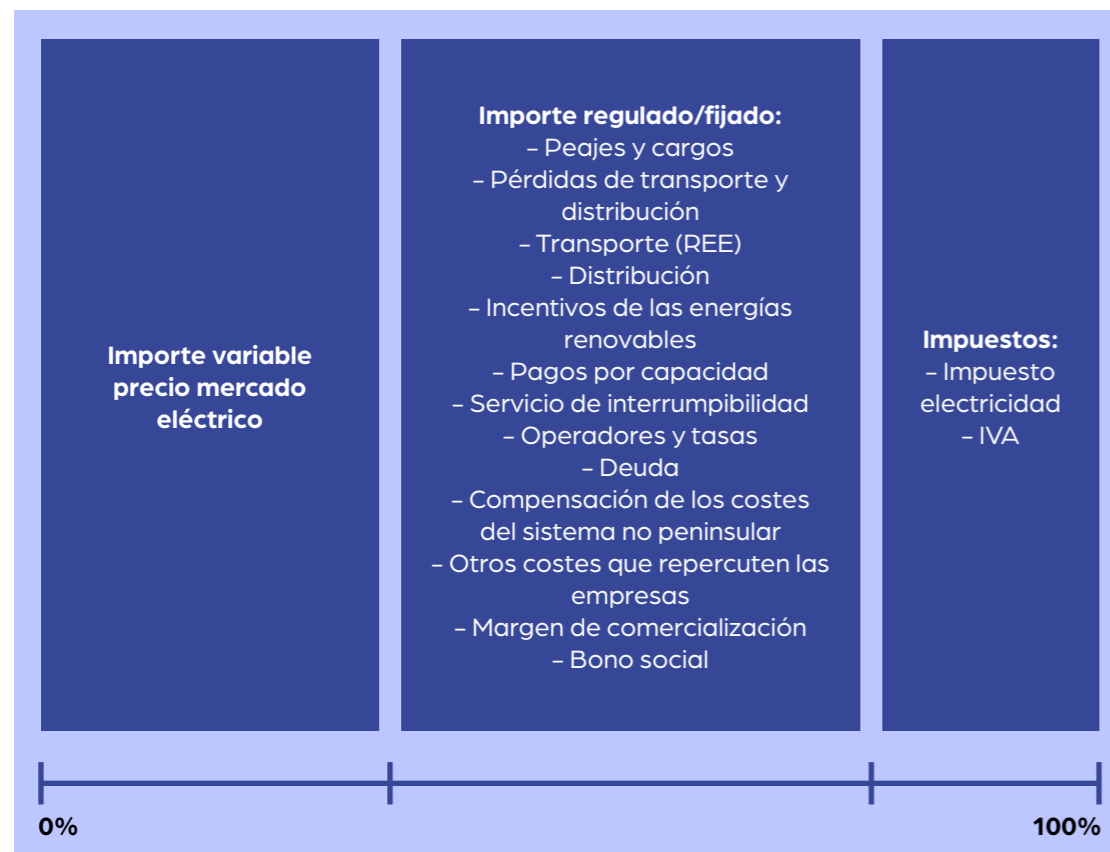 Importe variable
precio mercado
eléctrico
Importe regulado/fijado:
– Peajes y cargos
– Pérdidas de transporte y
distribución
– Transporte (REE)
– Distribución
– Incentivos de las energías
renovables
– Pagos por capacidad
– Servicio de interrumpibilidad
– Operadores y tasas
– Deuda
– Compensación de los costes
del sistema no peninsular
– Otros costes que repercuten las
empresas
– Margen de comercialización
– Bono social
Impuestos:
– Impuesto
electricidad
– IVA
0%
100%